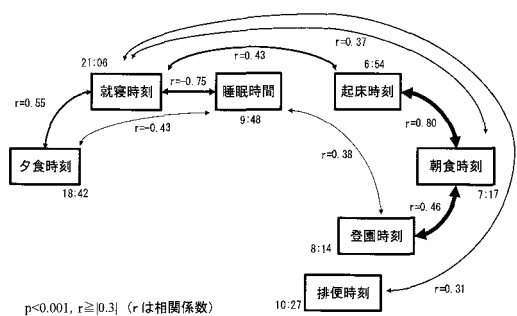 r=0.37
21:06
r=0.43
6:54
就寝時刻
r=-0.75
睡眠時間
起床時刻
9:48
r=0.55
r=-0.43
r=0.80
夕食時刻
18:42
r=0.38
朝食時刻
7:17
r=0.46
登園時刻
8:14
排便時刻
10:27
r=0.31
p<0.001, r≧|0.3| (rは相関係数)